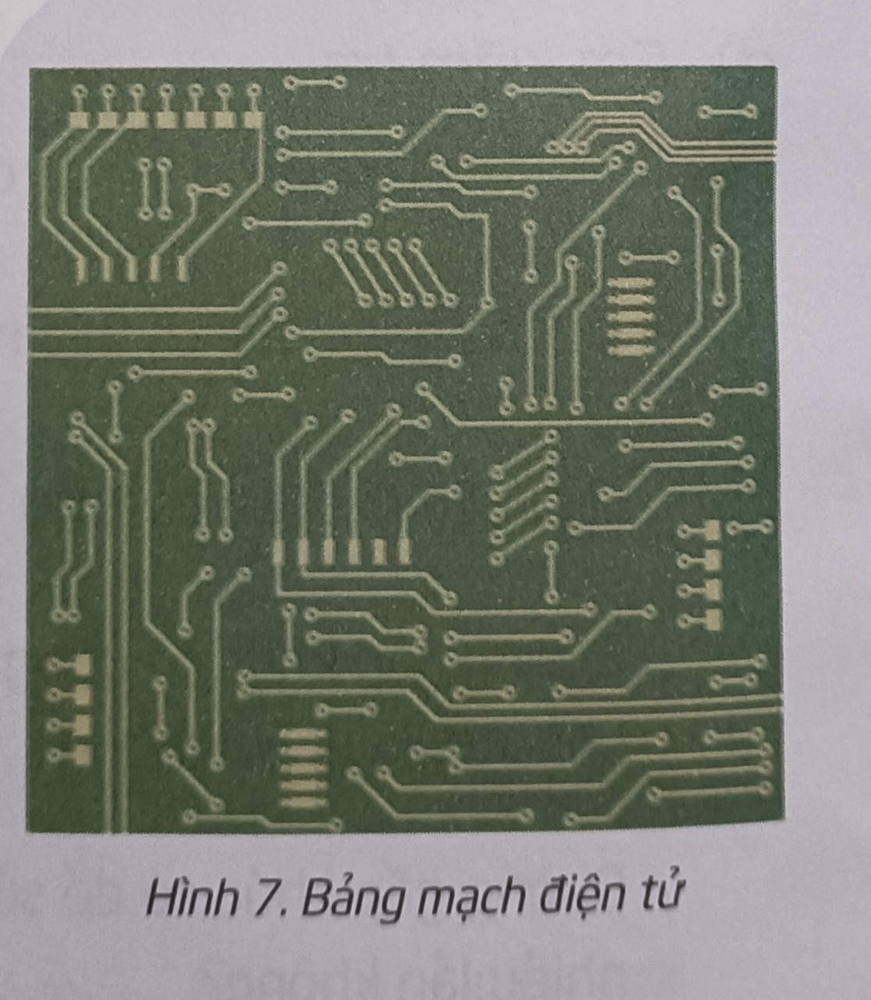 Hình 7. Bảng mạch điện tử